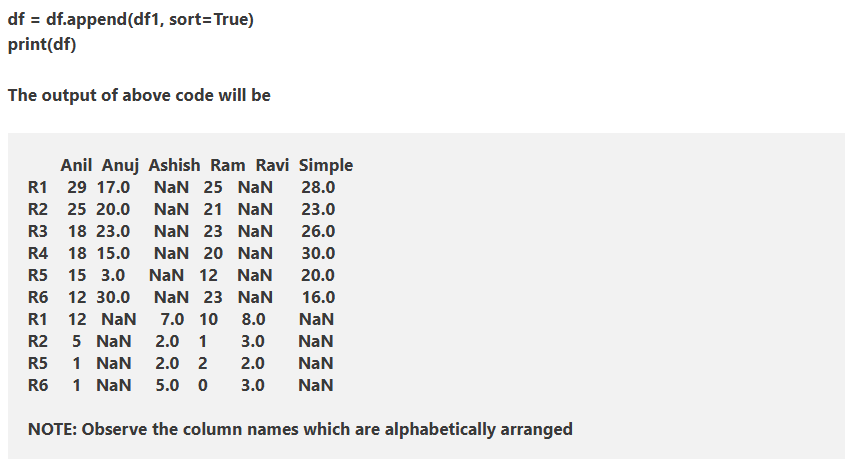 df = df.append(df1, sort=True)
print(df)
The output of above code will be
Anil Anuj Ashish Ram Ravi Simple
R1 29 17.0 NaN 25 NaN 28.0
R2 25 20.0 NaN 21 NaN 23.0
R3 18 23.0 NaN 23 NaN 26.0
R4 18 15.0 NaN 20 NaN 30.0
R5 15 3.0 NaN 12 NaN 20.0
R6 12 30.0 NaN 23 NaN 16.0
R1 12 NaN 7.0 10 8.0 NaN
R2 5 NaN 2.0 1 3.0 NaN
R5 1 NaN 2.0 2 2.0 NaN
R6 1 NaN 5.0 0 3.0 NaN
NOTE: Observe the column names which are alphabetically arranged